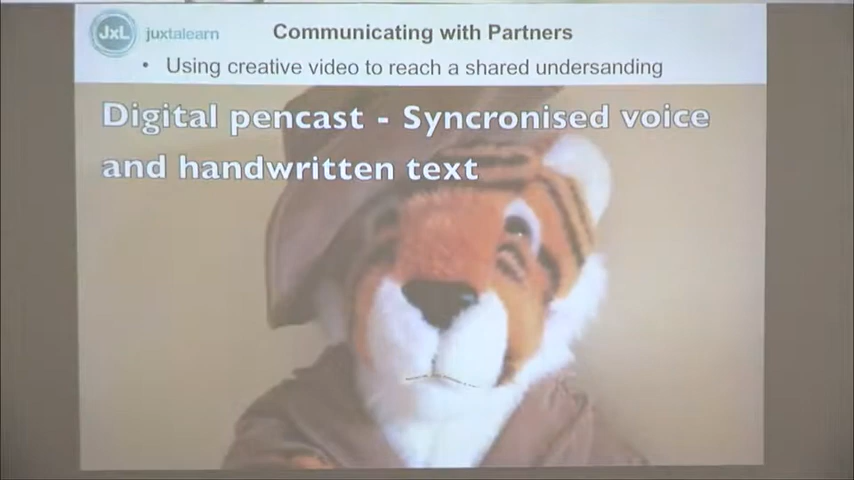 JxL juxtalearn
Communicating with Partners
• Using creative video to reach a shared undersanding
Digital pencast - Syncronised voice
and handwritten text